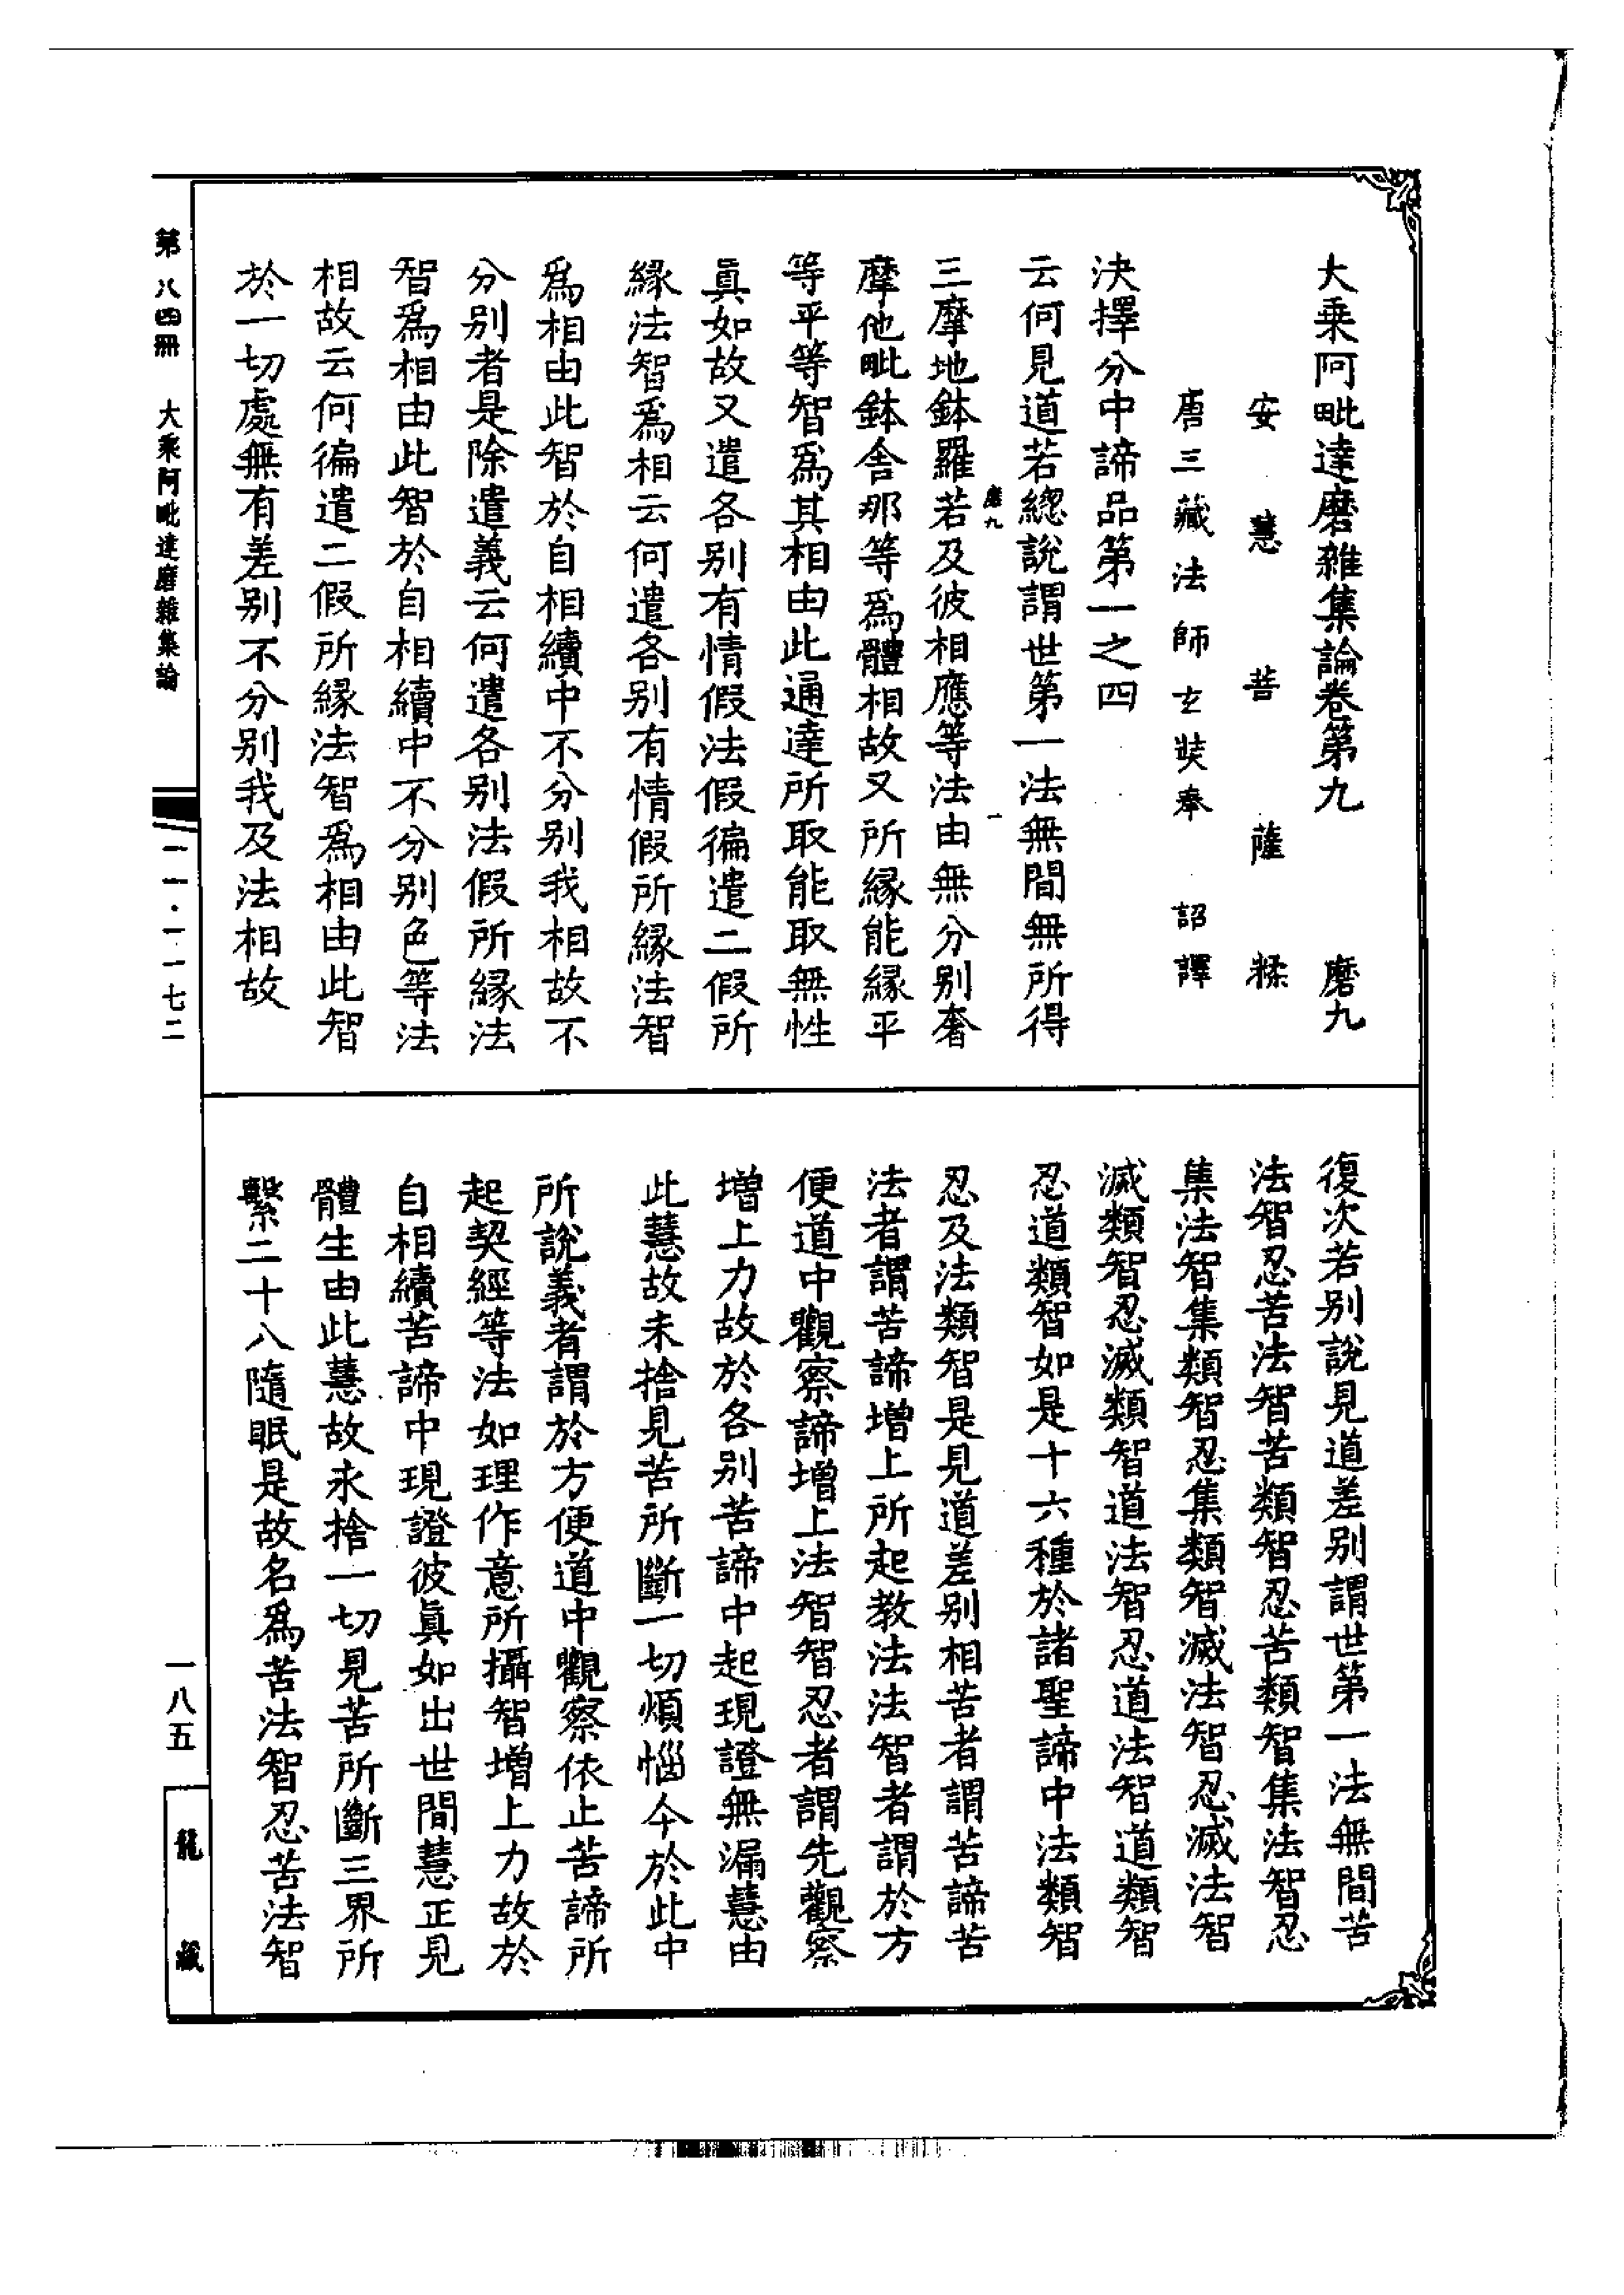 大乘阿毗達磨雜集論卷第九　磨九
安慧菩薩糅
唐三藏法師玄奘奉　詔譯
決擇分中諦品第一之四
云何見道若總說謂世第一法無間無所得
磨九　一
三摩地鉢羅若及彼相應等法由無分別奢
摩他毗鉢舍那等爲體相故又所緣能緣平
等平等智爲其相由此通達所取能取無性
眞如故又遣各別有情假法假徧遣二假所
緣法智爲相云何遣各別有情假所緣法智
爲相由此智於自相續中不分別我相故不
分別者是除遣義云何遣各別法假所緣法
智爲相由此智於自相續中不分別色等法
相故云何徧遣二假所緣法智爲相由此智
於一切處無有差別不分別我及法相故
復次若別說見道差別謂世第一法無間苦
法智忍苦法智苦類智忍苦類智集法智忍
集法智集類智忍集類智滅法智忍滅法智
滅類智忍滅類智道法智忍道法智道類智
忍道類智如是十六種於諸聖諦中法類智
忍及法類智是見道差別相苦者謂苦諦苦
法者謂苦諦增上所起教法法智者謂於方
便道中觀察諦增上法智智忍者謂先觀察
增上力故於各別苦諦中起現證無漏慧由
此慧故未捨見苦所斷一切煩惱今於此中
所說義者謂於方便道中觀察依止苦諦所
起契經等法如理作意所攝智增上力故於
自相續苦諦中現證彼眞如出世間慧正見
體生由此慧故永捨一切見苦所斷三界所
繫二十八隨眠是故名爲苦法智忍苦法智
第八四冊　大乘阿毗達磨雜集論
一一·一一七二
一八五
龍藏